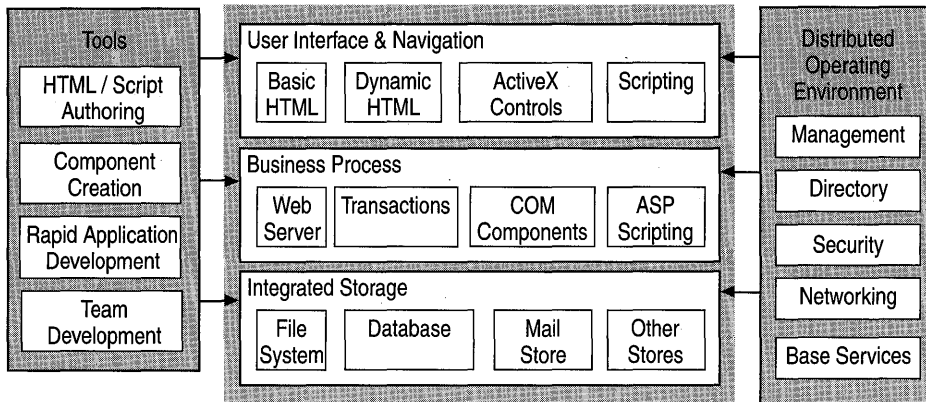 Tools
HTML / Script
Authoring
Component
Creation
Rapid Application
Development
Team
Development
User Interface & Navigation
Basic
HTML
Dynamic
HTML
ActiveX
Controls
Scripting
Business Process
Web
Server
Transactions
COM
Components
ASP
Scripting
Integrated Storage
File
System
Database
Mail
Store
Other
Stores
Distributed
Operating
Environment
Management
Directory
Security
Networking
Base Services